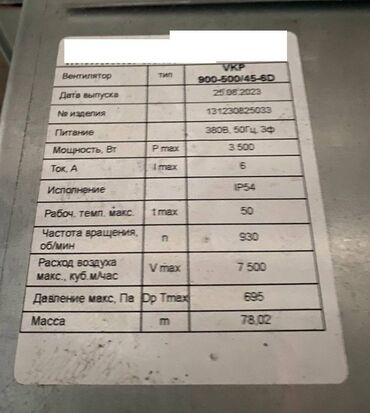 Вентилятор тип VKP 900-500/45-6D
Дата выпуска 25.08.2023
№ изделия 131230825033
Питание 380В, 50Гц, 3ф
Мощность, Вт P max 3 500
Ток, А I max 6
Исполнение IP54
Рабоч. темп. макс. t max 50
Частота вращения, об/мин n 930
Расход воздуха макс., куб.м/час V max 7 500
Давление макс, Па Dp Tmax 695
Масса m 78,02